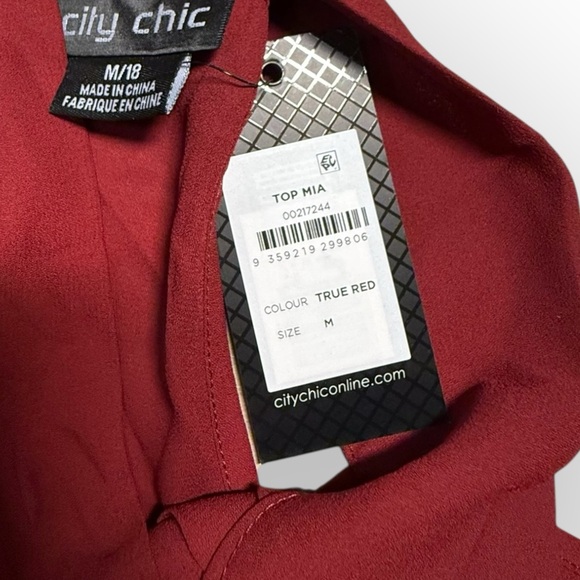 city chic
M/18
MADE IN CHINA
FABRIQUE EN CHINE
TOP MIA
00217244
9 359219 299806
COLOUR TRUE RED
SIZE M
citychiconline.com